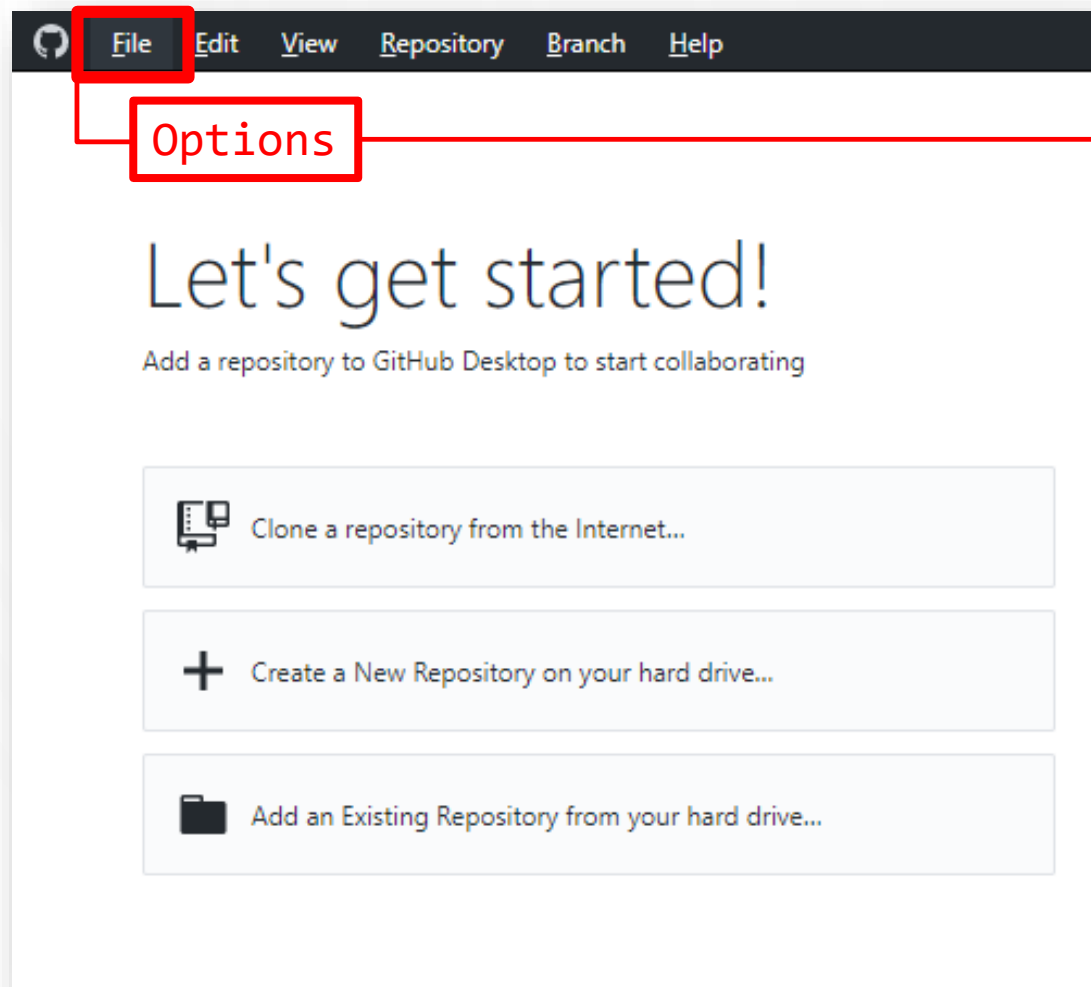 File Edit View Repository Branch Help
Options
Let's get started!
Add a repository to GitHub Desktop to start collaborating
Clone a repository from the Internet...
Create a New Repository on your hard drive...
Add an Existing Repository from your hard drive...